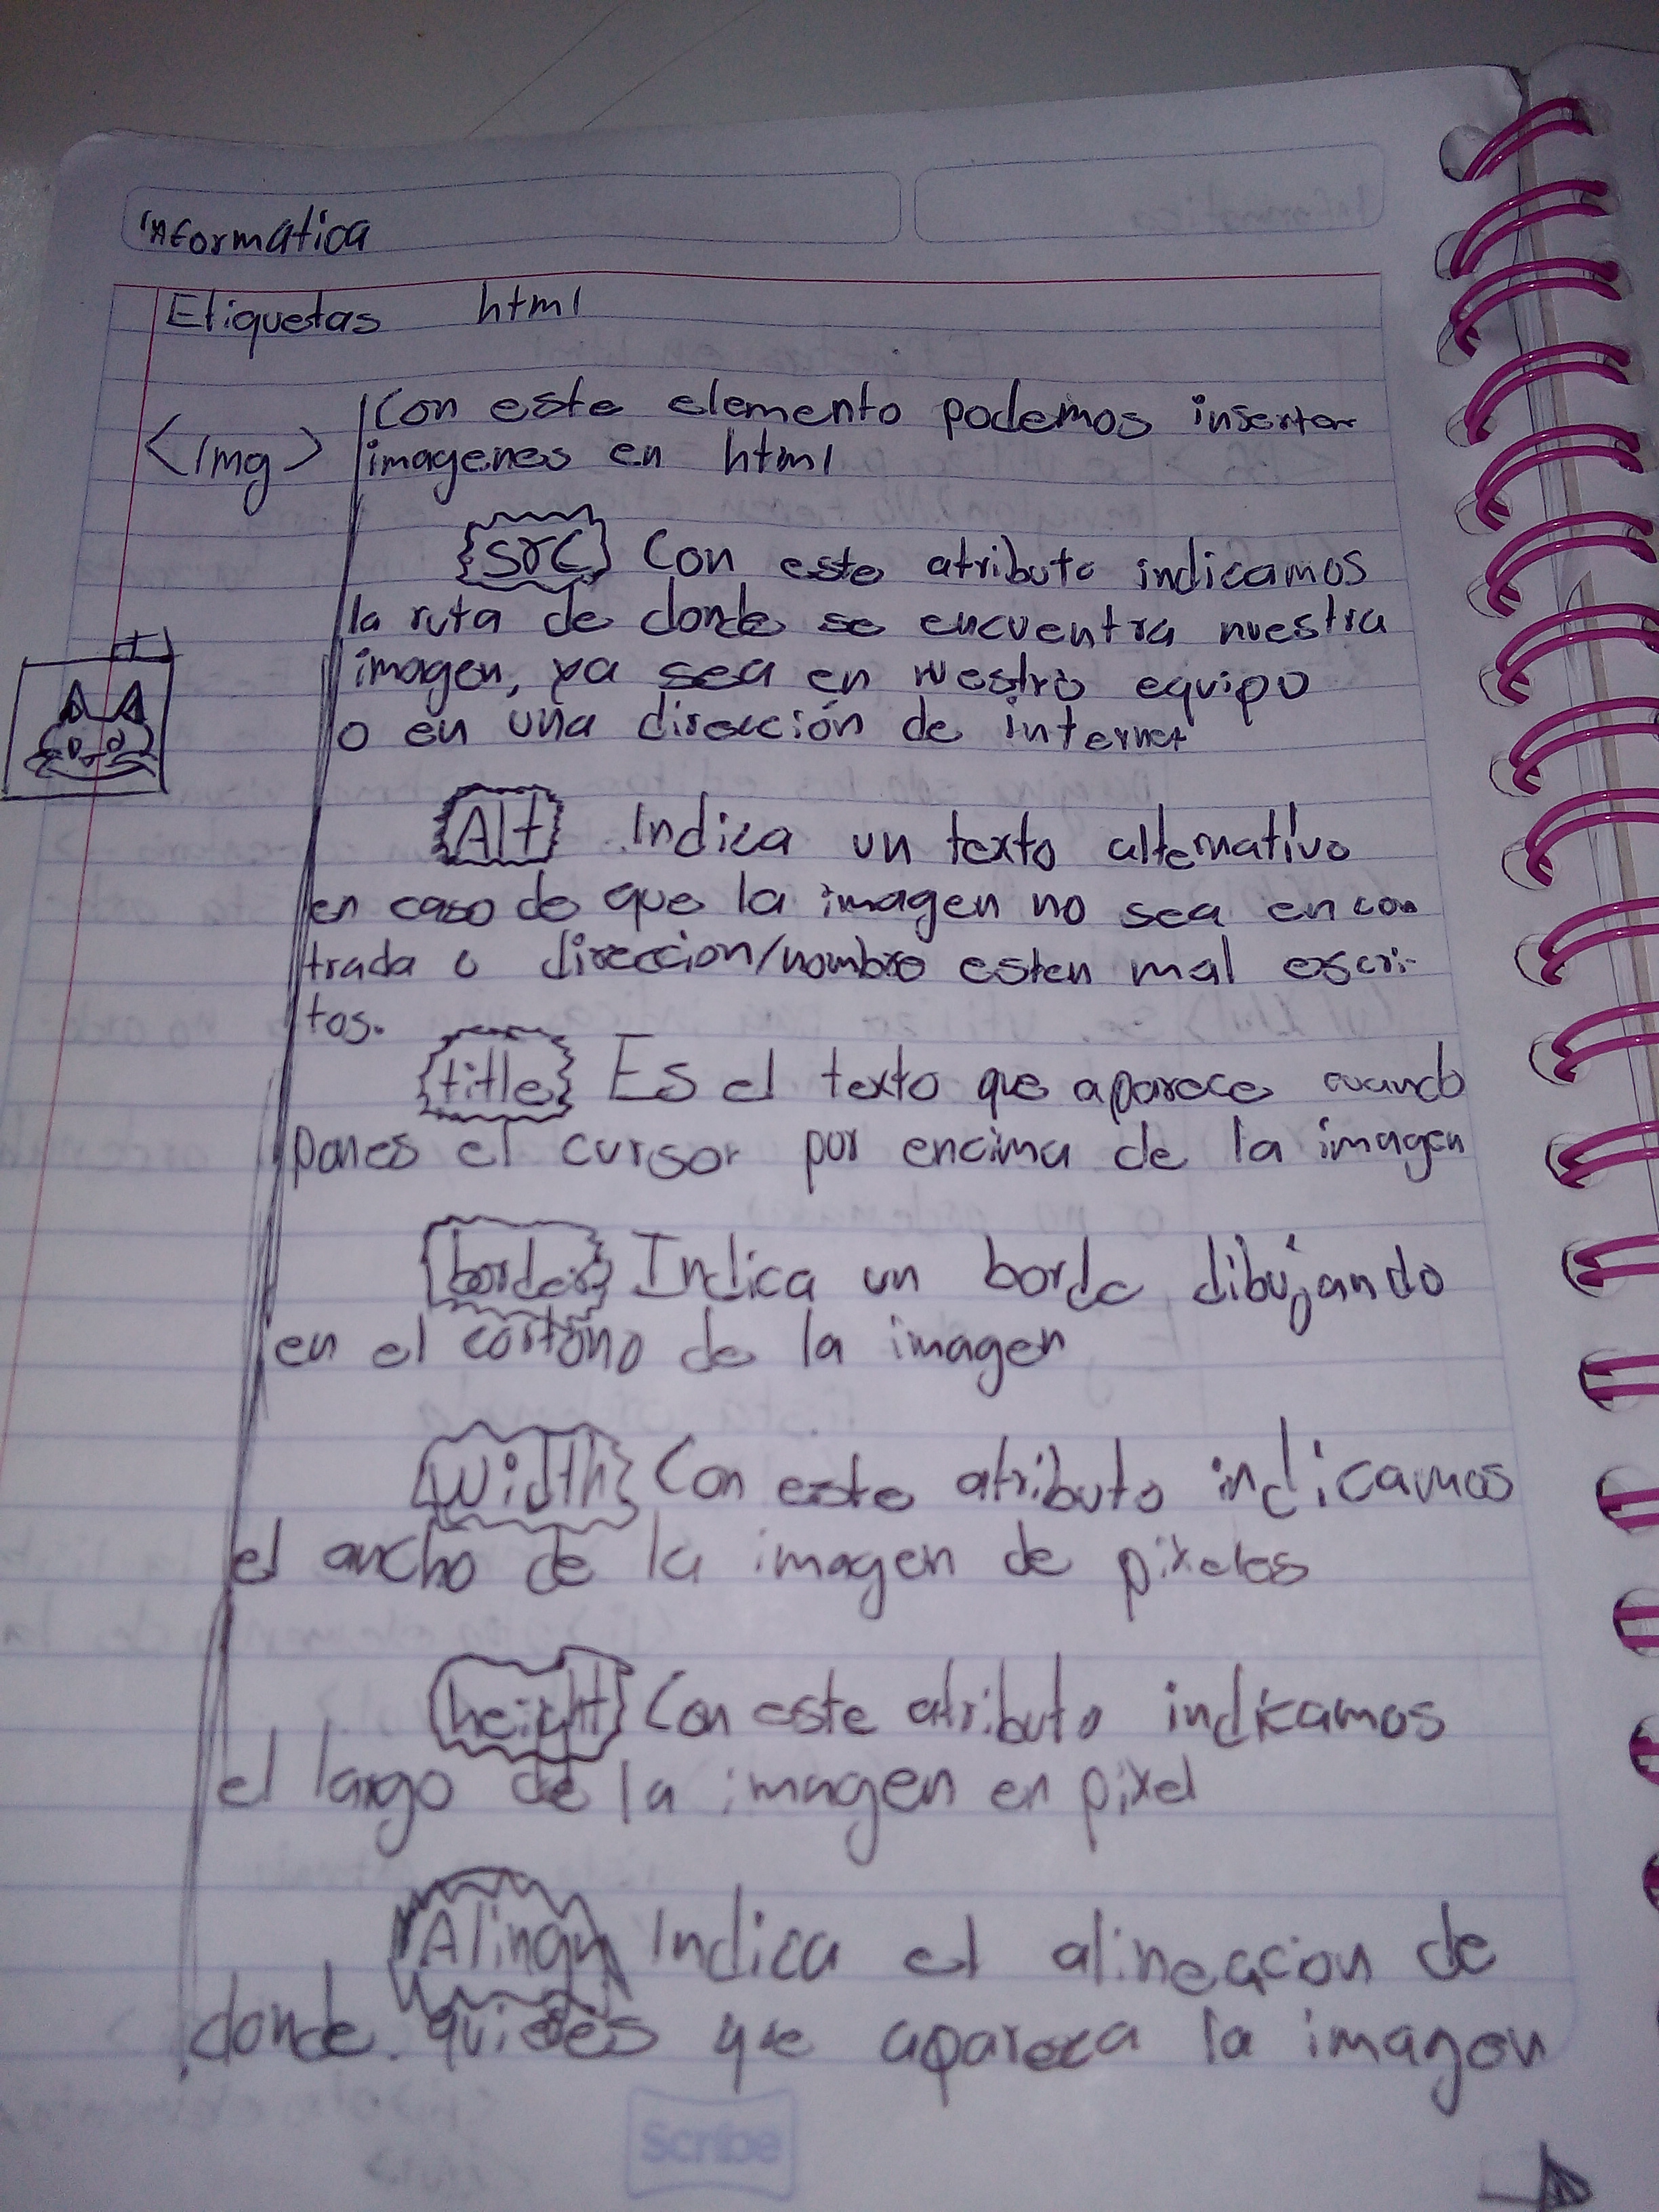 Informatica
Etiquetas html
<Img> Con este elemento podemos insertar
imagenes en html
src Con este atributo indicamos
la ruta de donde se encuentra nuestra
imagen, ya sea en nuestro equipo
o en una dirección de internet
Alt Indica un texto alternativo
en caso de que la imagen no sea encon
trada o direccion/nombre esten mal escri-
tos.
title Es el texto que aparece cuando
pones el cursor por encima de la imagen
border Indica un borde dibujando
en el contorno de la imagen
Width Con este atributo indicamos
el ancho de la imagen de pixeles
height Con este atributo indicamos
el largo de la imagen en pixel
Alingn Indica el alineacion de
donde quieres que aparezca la imagen
Scribe